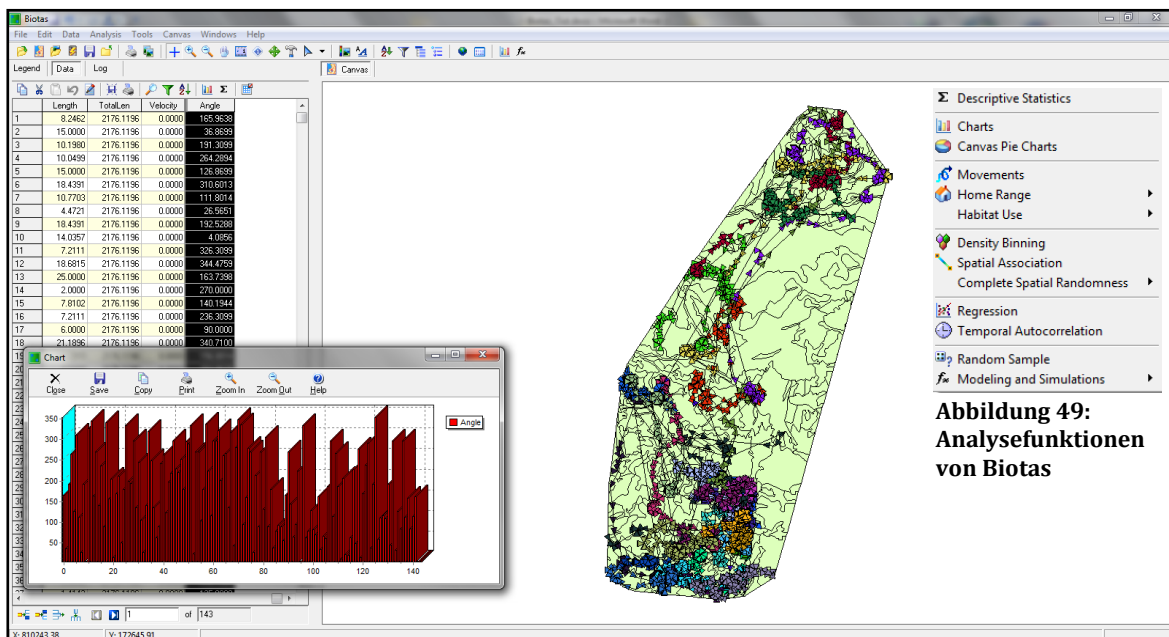 Biotas
File Edit Data Analysis Tools Canvas Windows Help
Legend Data Log
Canvas
Length TotalLen Velocity Angle
1 8.2462 2176.1196 0.0000 165.9638
2 15.0000 2176.1196 0.0000 36.8699
3 10.1980 2176.1196 0.0000 191.3099
4 10.0499 2176.1196 0.0000 264.2894
5 15.0000 2176.1196 0.0000 126.8699
6 18.4391 2176.1196 0.0000 310.6013
7 10.7703 2176.1196 0.0000 111.8014
8 4.4721 2176.1196 0.0000 26.5651
9 18.4391 2176.1196 0.0000 192.5288
10 14.0357 2176.1196 0.0000 4.0856
11 7.2111 2176.1196 0.0000 326.3099
12 18.6815 2176.1196 0.0000 344.4759
13 25.0000 2176.1196 0.0000 163.7398
14 2.0000 2176.1196 0.0000 270.0000
15 7.8102 2176.1196 0.0000 140.1944
16 7.2111 2176.1196 0.0000 236.3099
17 6.0000 2176.1196 0.0000 90.0000
18 21.1896 2176.1196 0.0000 340.7100
Chart
Close Save Copy Print Zoom In Zoom Out Help
350
300
250
200
150
100
50
0 20 40 60 80 100 120 140
Angle
1 of 143
X: 810243.38 Y: 172645.91
Σ Descriptive Statistics
Charts
Canvas Pie Charts
Movements
Home Range
Habitat Use
Density Binning
Spatial Association
Complete Spatial Randomness
Regression
Temporal Autocorrelation
Random Sample
Modeling and Simulations
Abbildung 49:
Analysefunktionen
von Biotas